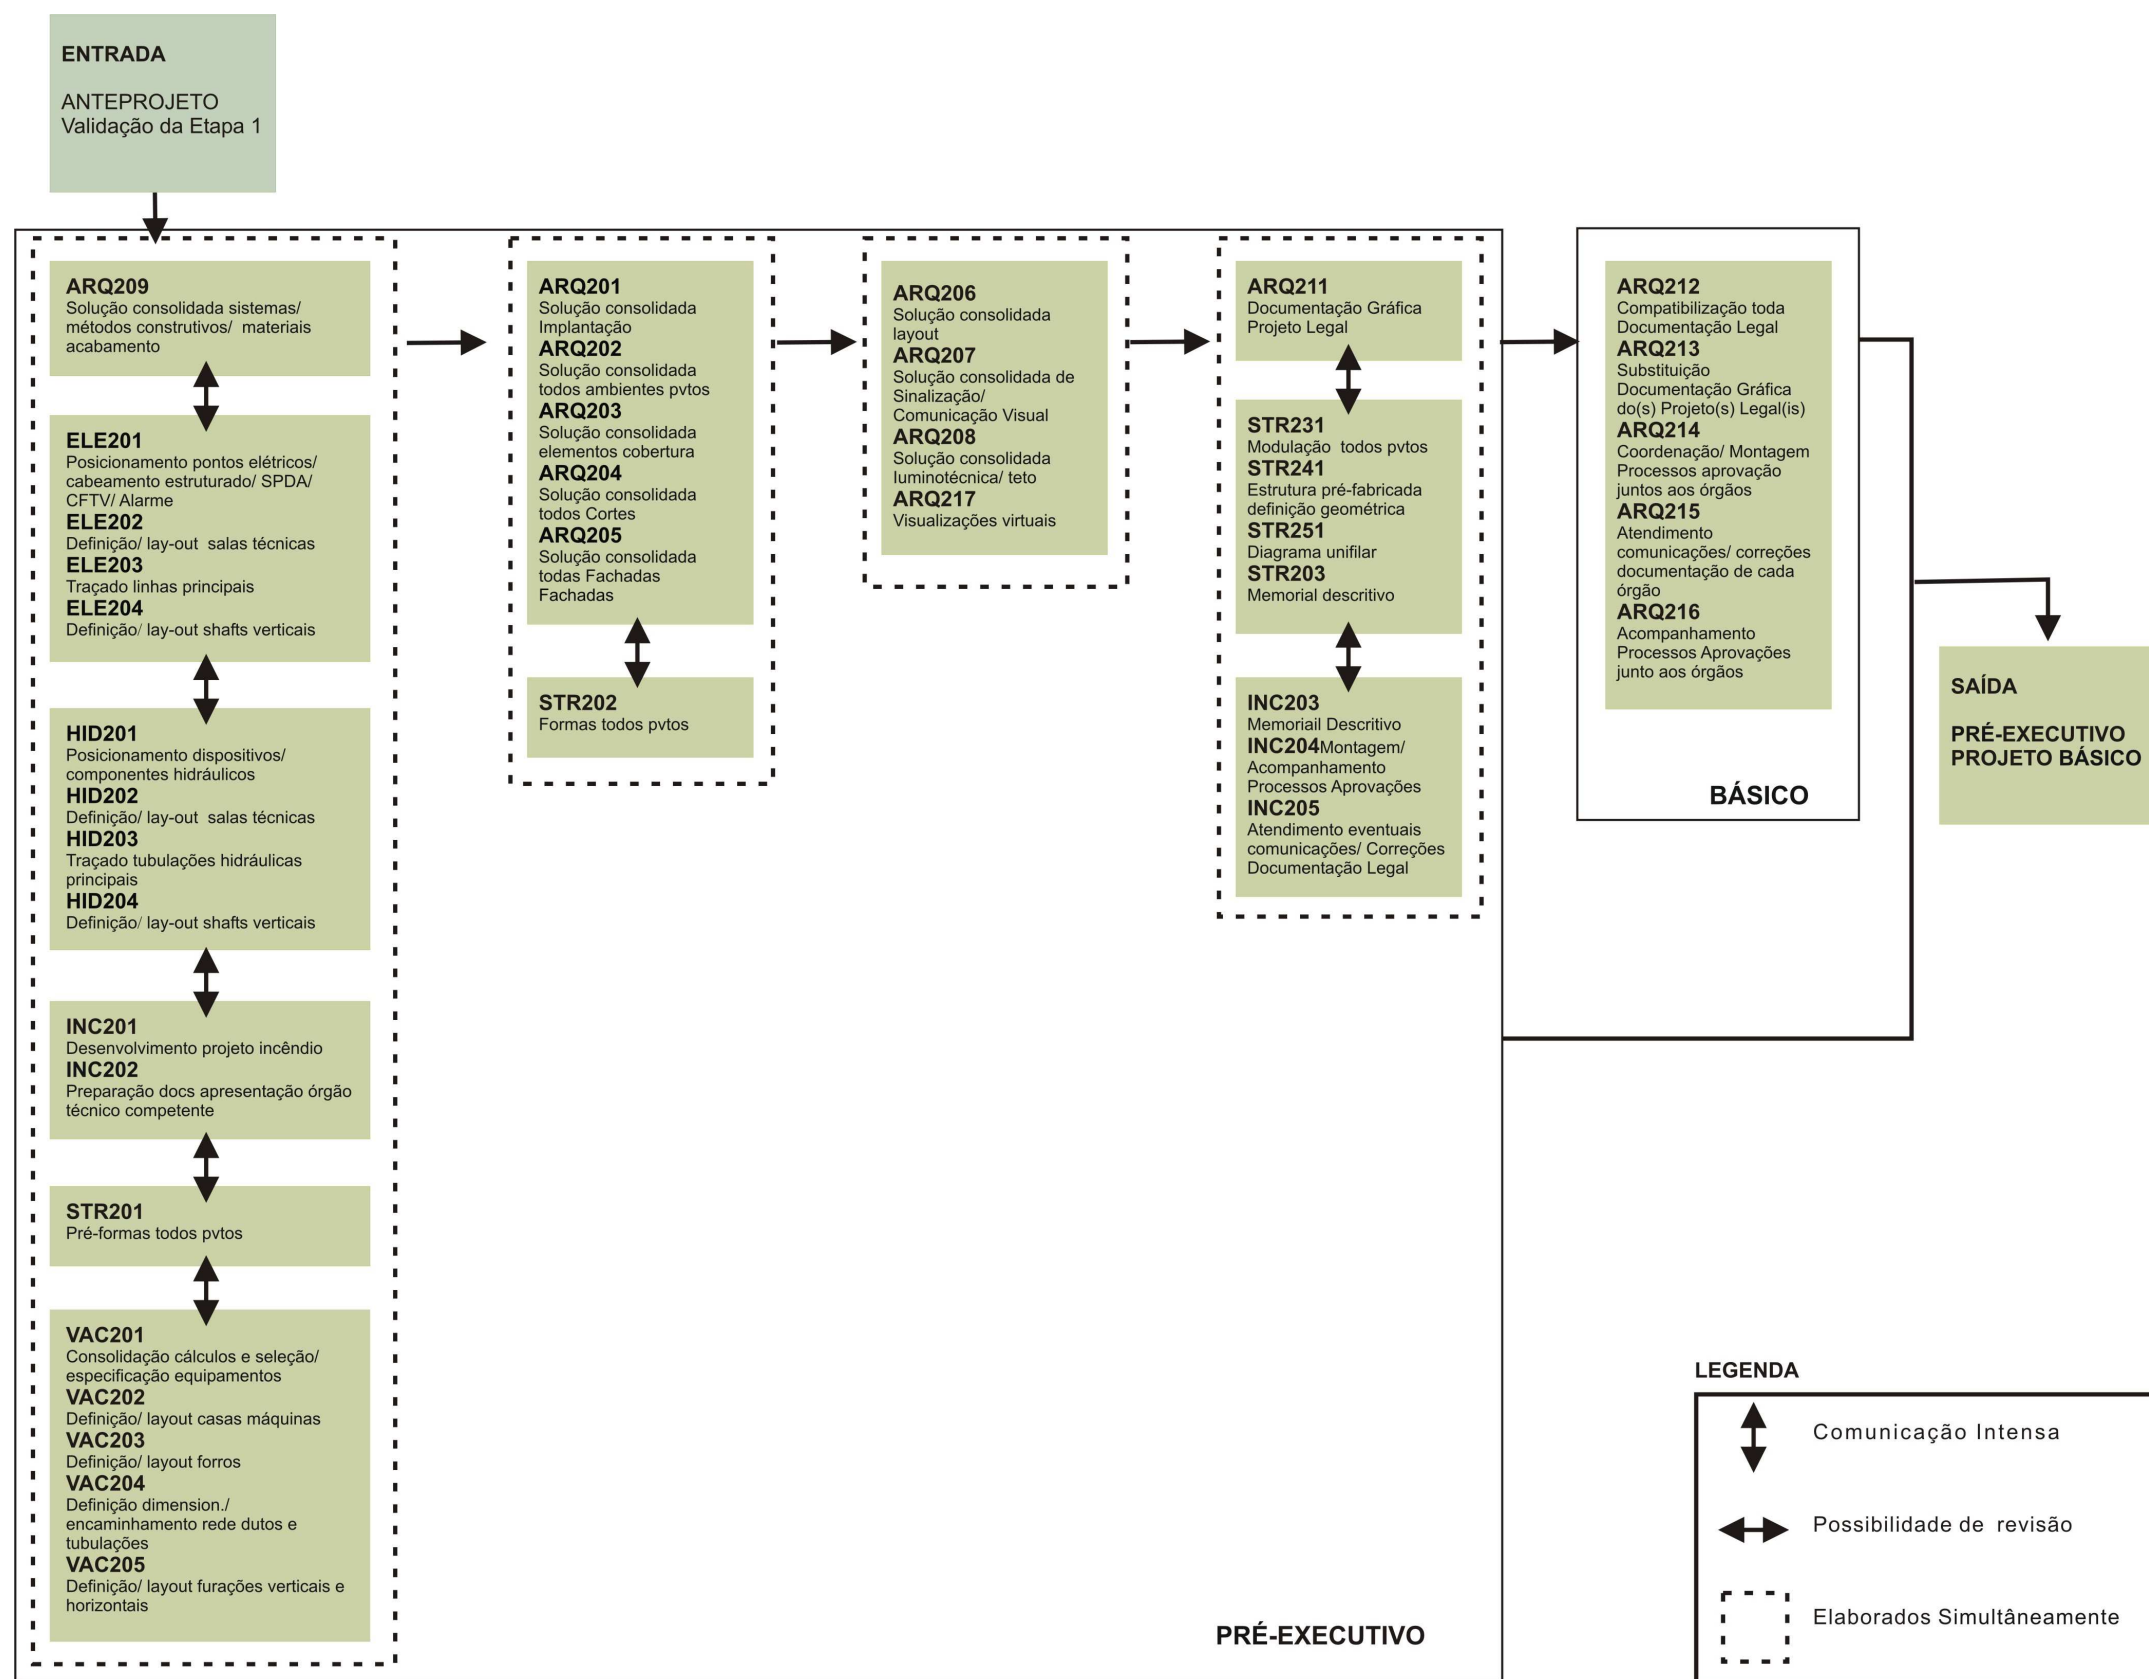 ENTRADA
ANTEPROJETO
Validação da Etapa 1
ARQ209
Solução consolidada sistemas/
métodos construtivos/ materiais
acabamento
ELE201
Posicionamento pontos elétricos/
cabeamento estruturado/ SPDA/
CFTV/ Alarme
ELE202
Definição/ lay-out salas técnicas
ELE203
Traçado linhas principais
ELE204
Definição/ lay-out shafts verticais
HID201
Posicionamento dispositivos/
componentes hidráulicos
HID202
Definição/ lay-out salas técnicas
HID203
Traçado tubulações hidráulicas
principais
HID204
Definição/ lay-out shafts verticais
INC201
Desenvolvimento projeto incêndio
INC202
Preparação docs apresentação órgão
técnico competente
STR201
Pré-formas todos pvtos
VAC201
Consolidação cálculos e seleção/
especificação equipamentos
VAC202
Definição/ layout casas máquinas
VAC203
Definição/ layout forros
VAC204
Definição dimension./
encaminhamento rede dutos e
tubulações
VAC205
Definição/ layout furações verticais e
horizontais
ARQ201
Solução consolidada
Implantação
ARQ202
Solução consolidada
todos ambientes pvtos
ARQ203
Solução consolidada
elementos cobertura
ARQ204
Solução consolidada
todos Cortes
ARQ205
Solução consolidada
todas Fachadas
Fachadas
STR202
Formas todos pvtos
ARQ206
Solução consolidada
layout
ARQ207
Solução consolidada de
Sinalização/
Comunicação Visual
ARQ208
Solução consolidada
luminotécnica/ teto
ARQ217
Visualizações virtuais
ARQ211
Documentação Gráfica
Projeto Legal
STR231
Modulação todos pvtos
STR241
Estrutura pré-fabricada
definição geométrica
STR251
Diagrama unifilar
STR203
Memorial descritivo
INC203
Memoriail Descritivo
INC204Montagem/
Acompanhamento
Processos Aprovações
INC205
Atendimento eventuais
comunicações/ Correções
Documentação Legal
PRÉ-EXECUTIVO
ARQ212
Compatibilização toda
Documentação Legal
ARQ213
Substituição
Documentação Gráfica
do(s) Projeto(s) Legal(is)
ARQ214
Coordenação/ Montagem
Processos aprovação
juntos aos órgãos
ARQ215
Atendimento
comunicações/ correções
documentação de cada
órgão
ARQ216
Acompanhamento
Processos Aprovações
junto aos órgãos
BÁSICO
SAÍDA
PRÉ-EXECUTIVO
PROJETO BÁSICO
LEGENDA
Comunicação Intensa
Possibilidade de revisão
Elaborados Simultâneamente